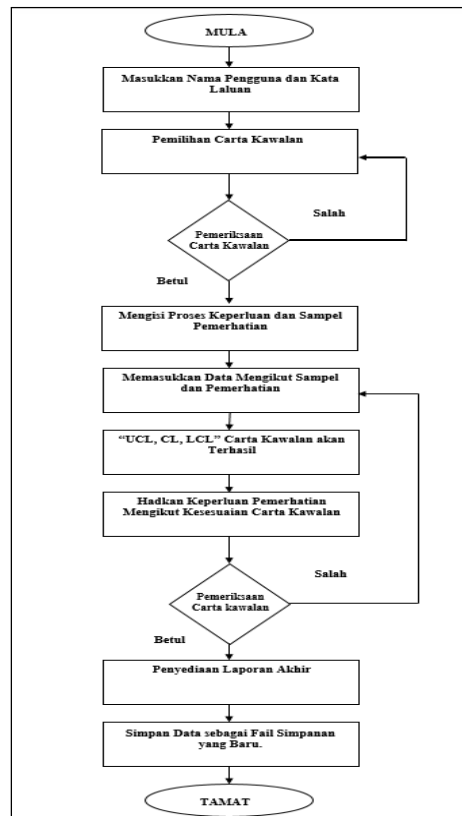 MULA
Masukkan Nama Pengguna dan Kata
Laluan
Pemilihan Carta Kawalan
Salah
Pemeriksaan
Carta Kawalan
Betul
Mengisi Proses Keperluan dan Sampel
Pemerhatian
Memasukkan Data Mengikut Sampel
dan Pemerhatian
“UCL, CL, LCL” Carta Kawalan akan
Terhasil
Hadkan Keperluan Pemerhatian
Mengikut Kesesuaian Carta Kawalan
Salah
Pemeriksaan
Carta kawalan
Betul
Penyediaan Laporan Akhir
Simpan Data sebagai Fail Simpanan
yang Baru.
TAMAT